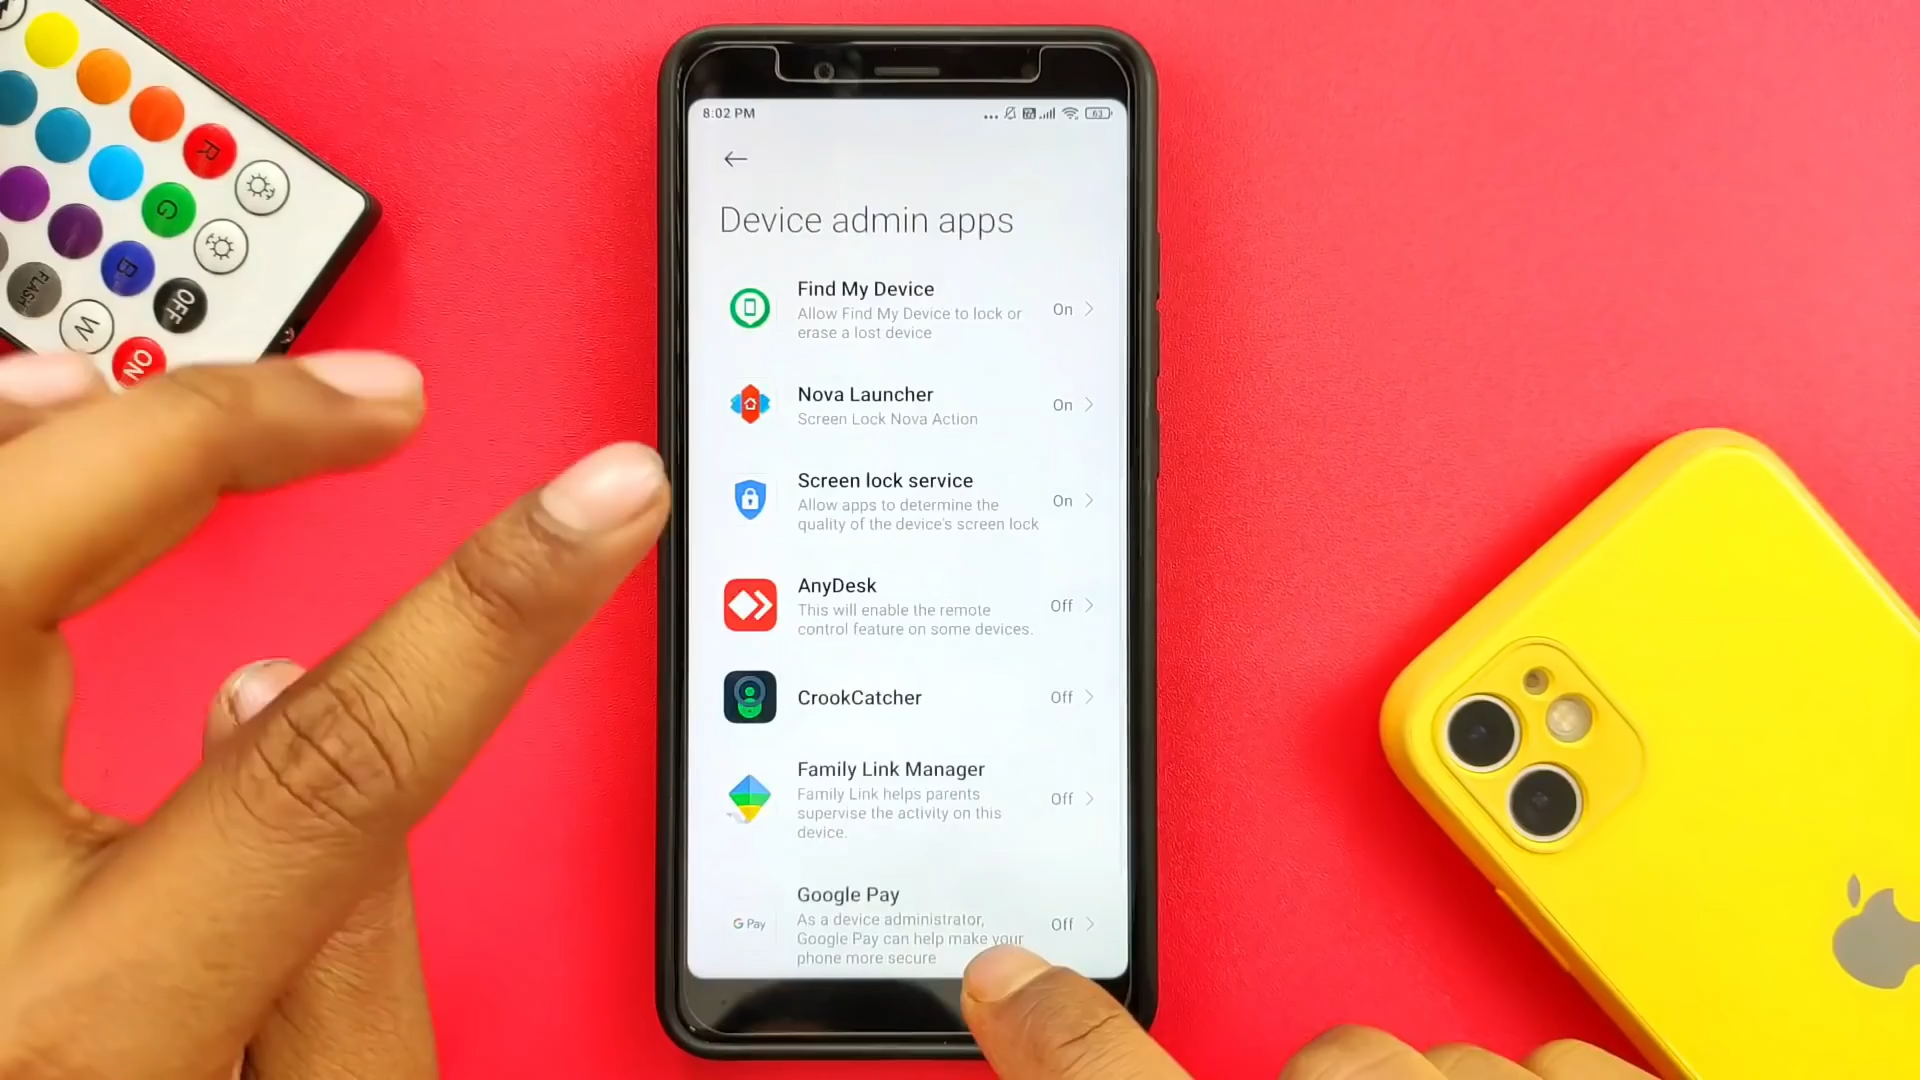 8:02 PM
63
Device admin apps
Find My Device
Allow Find My Device to lock or
erase a lost device
On
Nova Launcher
Screen Lock Nova Action
On
Screen lock service
Allow apps to determine the
quality of the device's screen lock
On
AnyDesk
This will enable the remote
control feature on some devices.
Off
CrookCatcher
Off
Family Link Manager
Family Link helps parents
supervise the activity on this
device.
Off
G Pay
Google Pay
As a device administrator,
Google Pay can help make your
phone more secure
Off
R
G
B
OFF
FLASH
W
ON